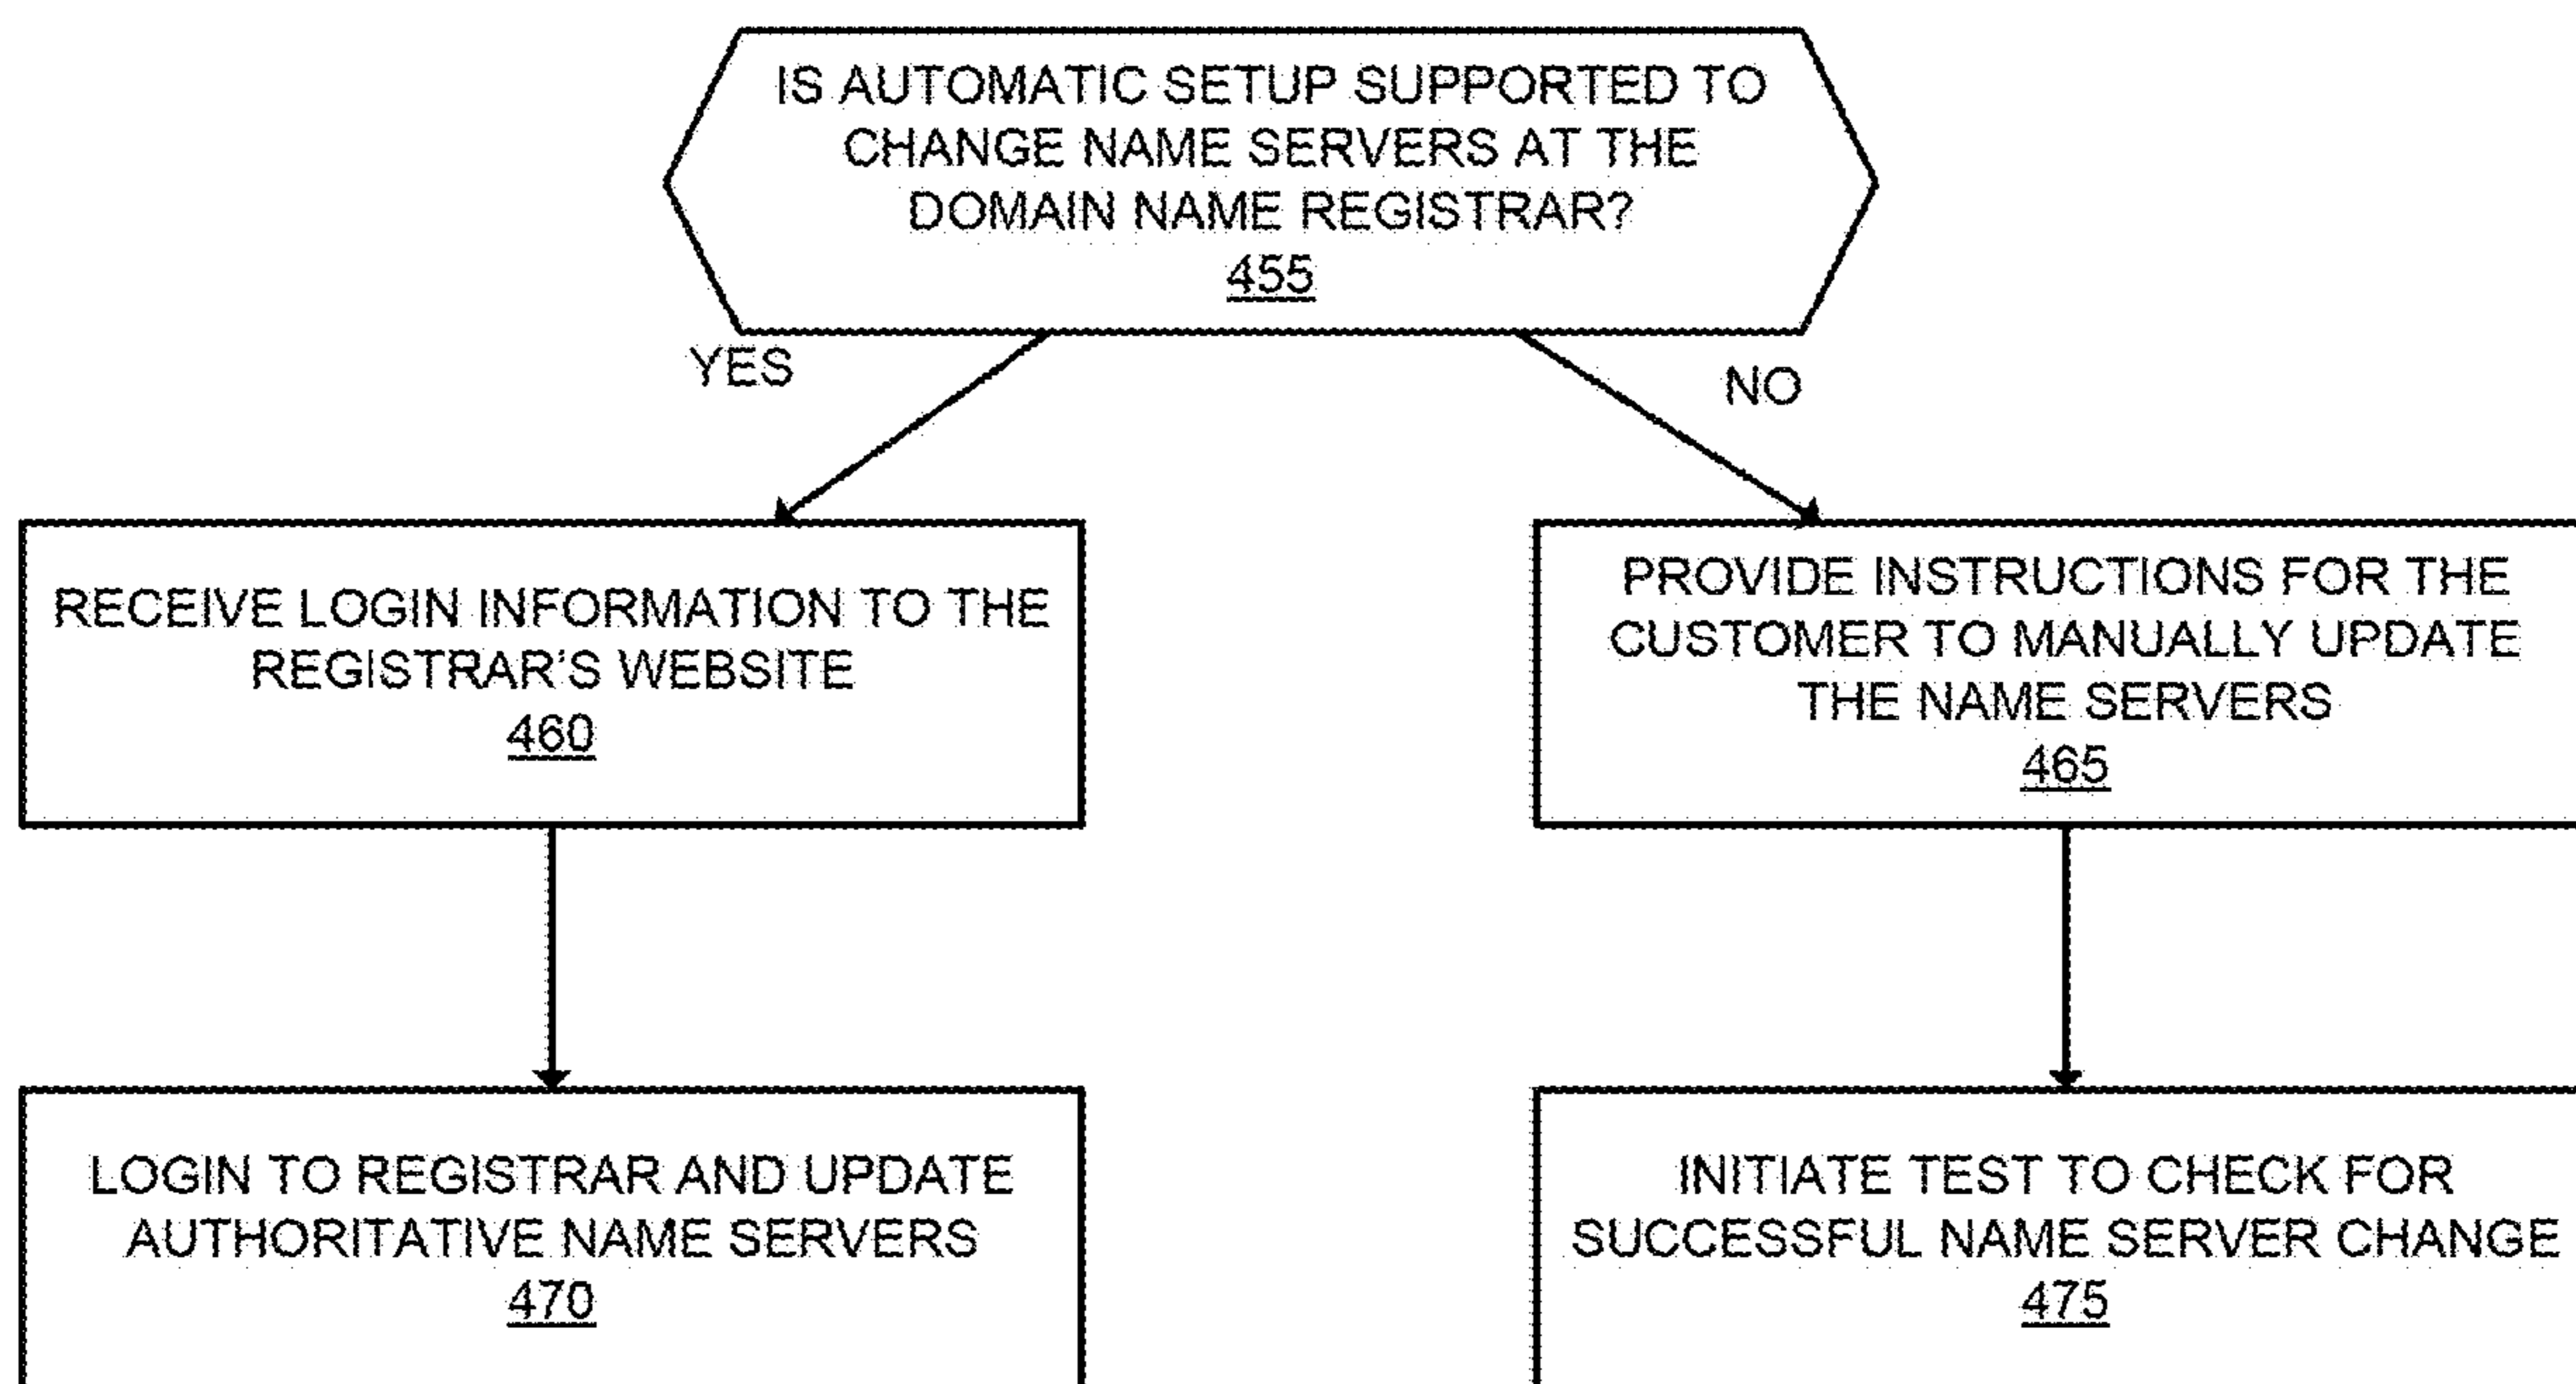 IS AUTOMATIC SETUP SUPPORTED TO
CHANGE NAME SERVERS AT THE
DOMAIN NAME REGISTRAR?
455
YES
NO
RECEIVE LOGIN INFORMATION TO THE
REGISTRAR'S WEBSITE
460
PROVIDE INSTRUCTIONS FOR THE
CUSTOMER TO MANUALLY UPDATE
THE NAME SERVERS
465
LOGIN TO REGISTRAR AND UPDATE
AUTHORITATIVE NAME SERVERS
470
INITIATE TEST TO CHECK FOR
SUCCESSFUL NAME SERVER CHANGE
475